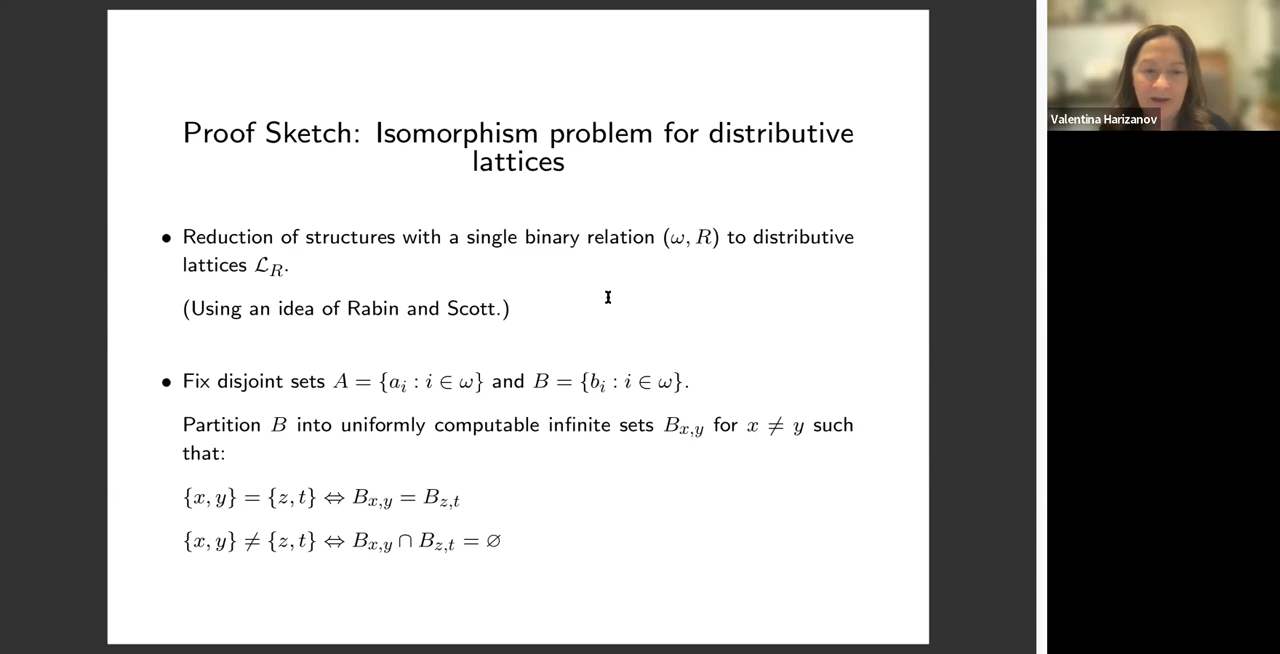 Proof Sketch: Isomorphism problem for distributive
lattices
• Reduction of structures with a single binary relation (ω, R) to distributive
lattices ℒ_R.
(Using an idea of Rabin and Scott.)
• Fix disjoint sets A = {a_i : i ∈ ω} and B = {b_i : i ∈ ω}.
Partition B into uniformly computable infinite sets B_{x,y} for x ≠ y such
that:
{x, y} = {z, t} ⇔ B_{x,y} = B_{z,t}
{x, y} ≠ {z, t} ⇔ B_{x,y} ∩ B_{z,t} = ∅
Valentina Harizanov